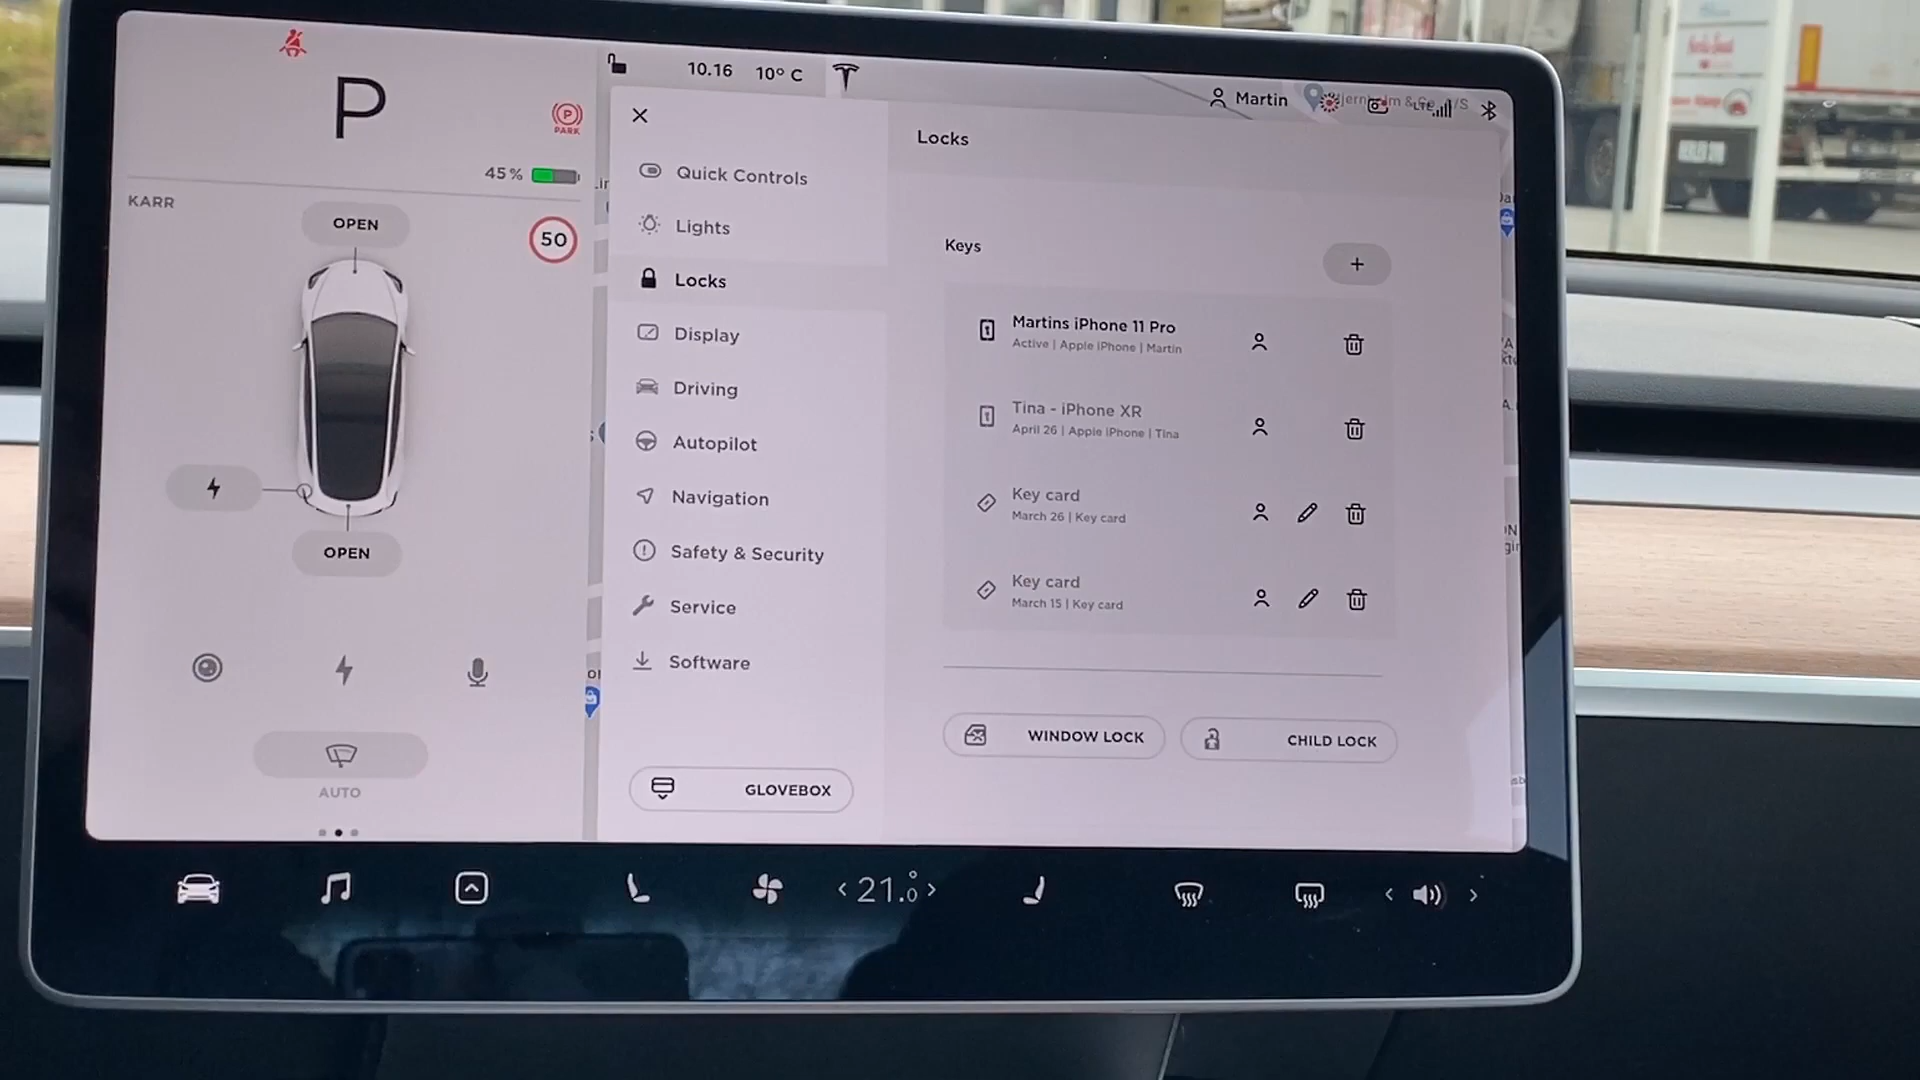 P
PARK
45 %
KARR
OPEN
50
OPEN
AUTO
10.16 10° C
Martin
LTE
×
Quick Controls
Lights
Locks
Display
Driving
Autopilot
Navigation
Safety & Security
Service
Software
GLOVEBOX
Locks
Keys
+
Martins iPhone 11 Pro
Active | Apple iPhone | Martin
Tina - iPhone XR
April 26 | Apple iPhone | Tina
Key card
March 26 | Key card
Key card
March 15 | Key card
WINDOW LOCK
CHILD LOCK
< 21.0° >
< >